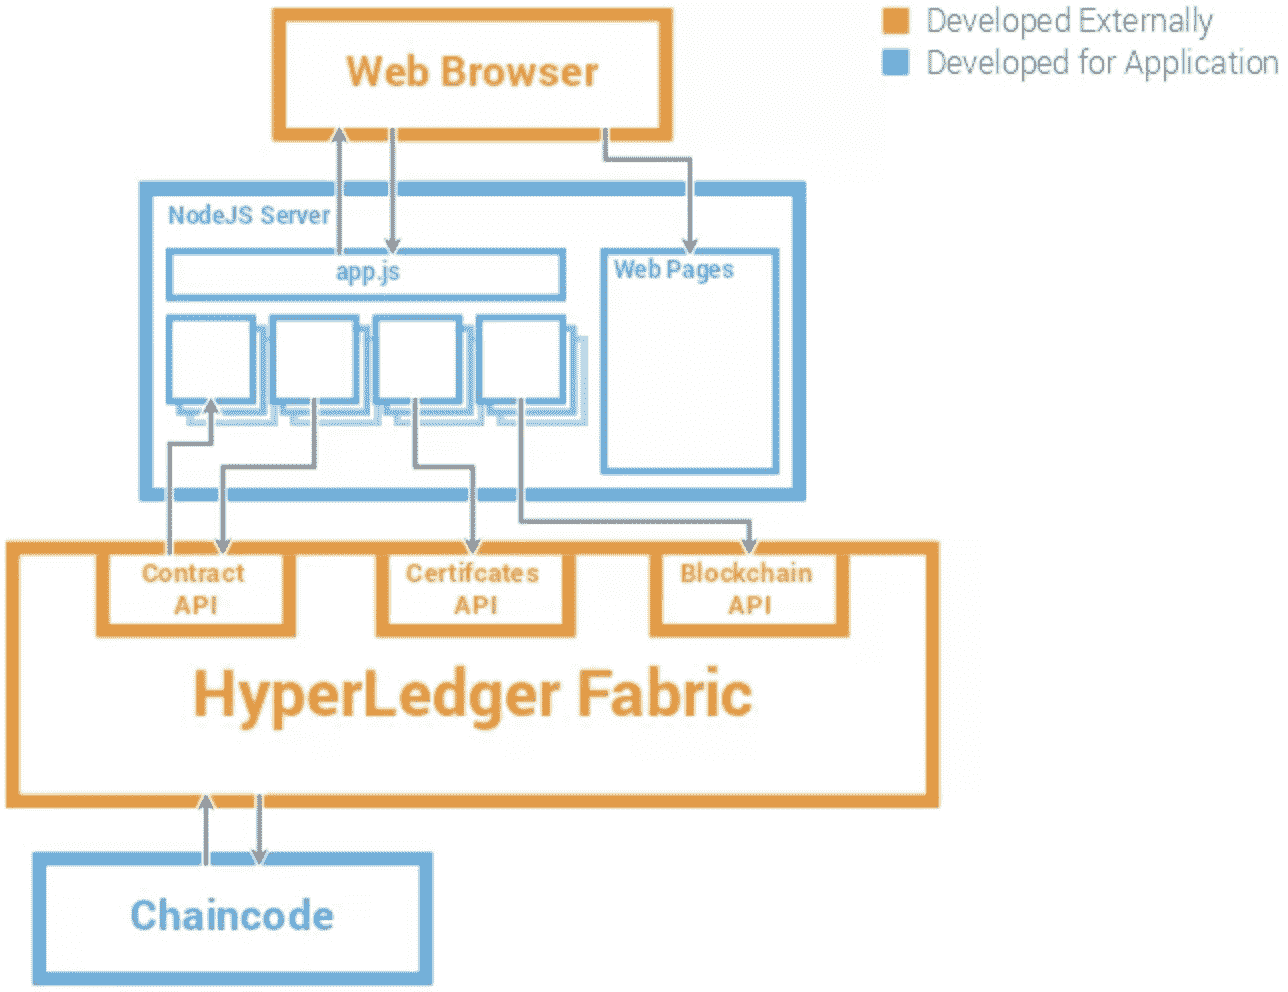 Developed Externally
Developed for Application
Web Browser
NodeJS Server
app.js
Web Pages
Contract
API
Certifcates
API
Blockchain
API
HyperLedger Fabric
Chaincode